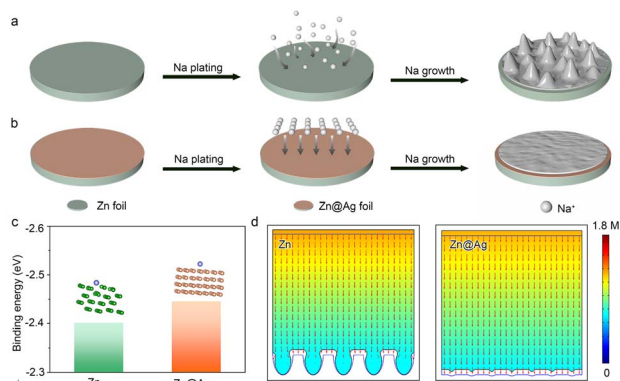 a
Na plating
Na growth
b
Na plating
Na growth
Zn foil
Zn@Ag foil
Na⁺
c
-2.6
-2.5
-2.4
-2.3
Binding energy (eV)
d
Zn
Zn@Ag
1.8 M
0